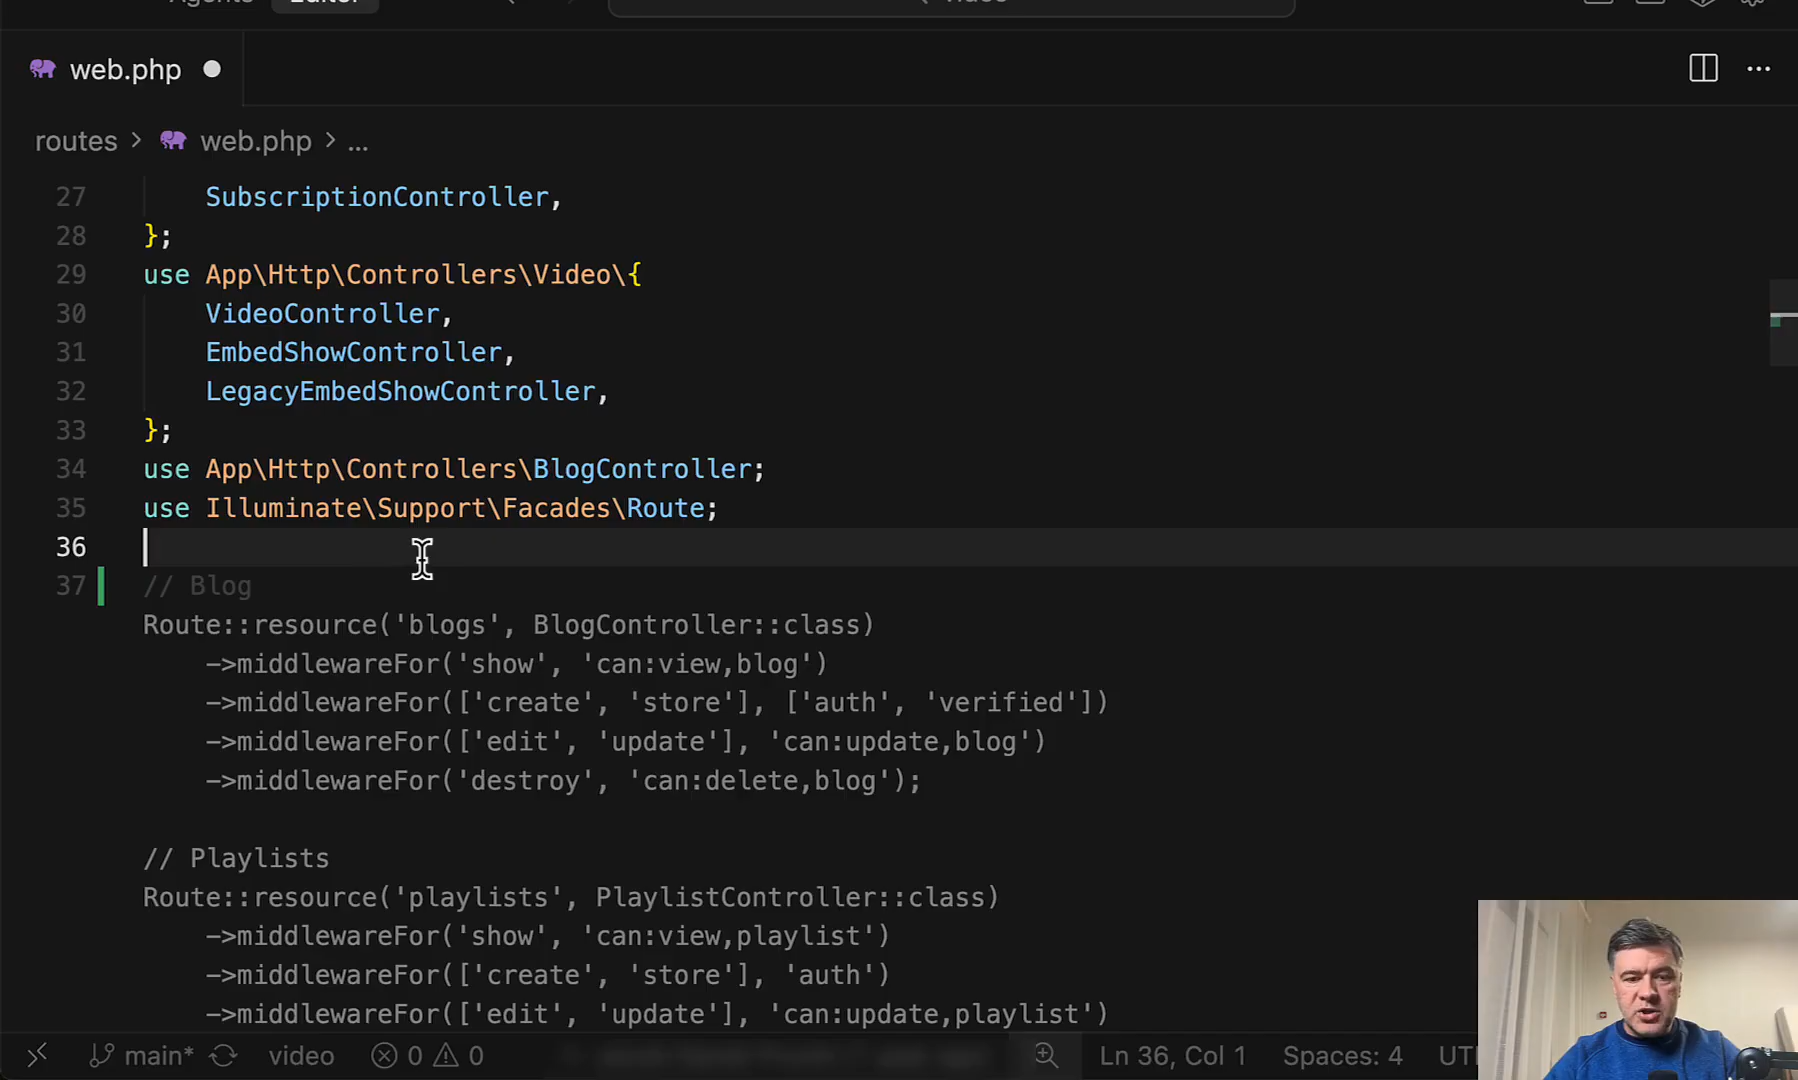 Agents Editor
web.php
routes > web.php > ...
27 SubscriptionController,
28 };
29 use App\Http\Controllers\Video\{
30 VideoController,
31 EmbedShowController,
32 LegacyEmbedShowController,
33 };
34 use App\Http\Controllers\BlogController;
35 use Illuminate\Support\Facades\Route;
36
37 // Blog
Route::resource('blogs', BlogController::class)
->middlewareFor('show', 'can:view,blog')
->middlewareFor(['create', 'store'], ['auth', 'verified'])
->middlewareFor(['edit', 'update'], 'can:update,blog')
->middlewareFor('destroy', 'can:delete,blog');
// Playlists
Route::resource('playlists', PlaylistController::class)
->middlewareFor('show', 'can:view,playlist')
->middlewareFor(['create', 'store'], 'auth')
->middlewareFor(['edit', 'update'], 'can:update,playlist')
main* video 0 0 Ln 36, Col 1 Spaces: 4